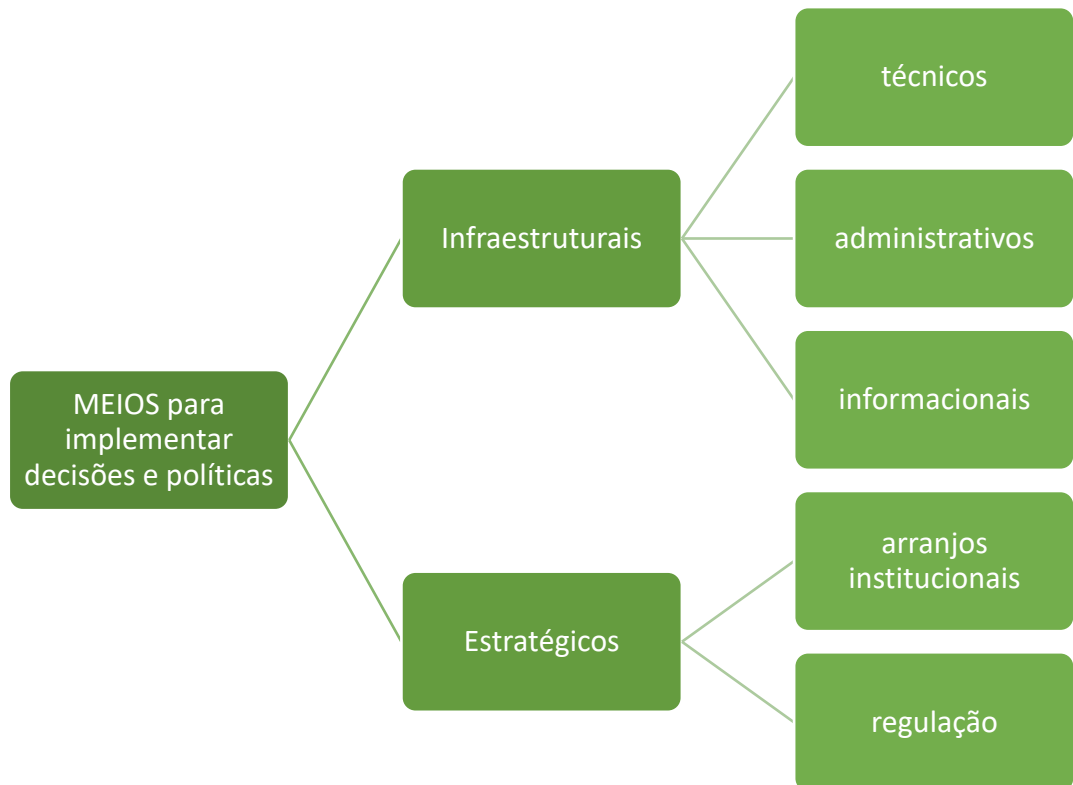 MEIOS para
implementar
decisões e políticas
Infraestruturais
técnicos
administrativos
informacionais
Estratégicos
arranjos
institucionais
regulação